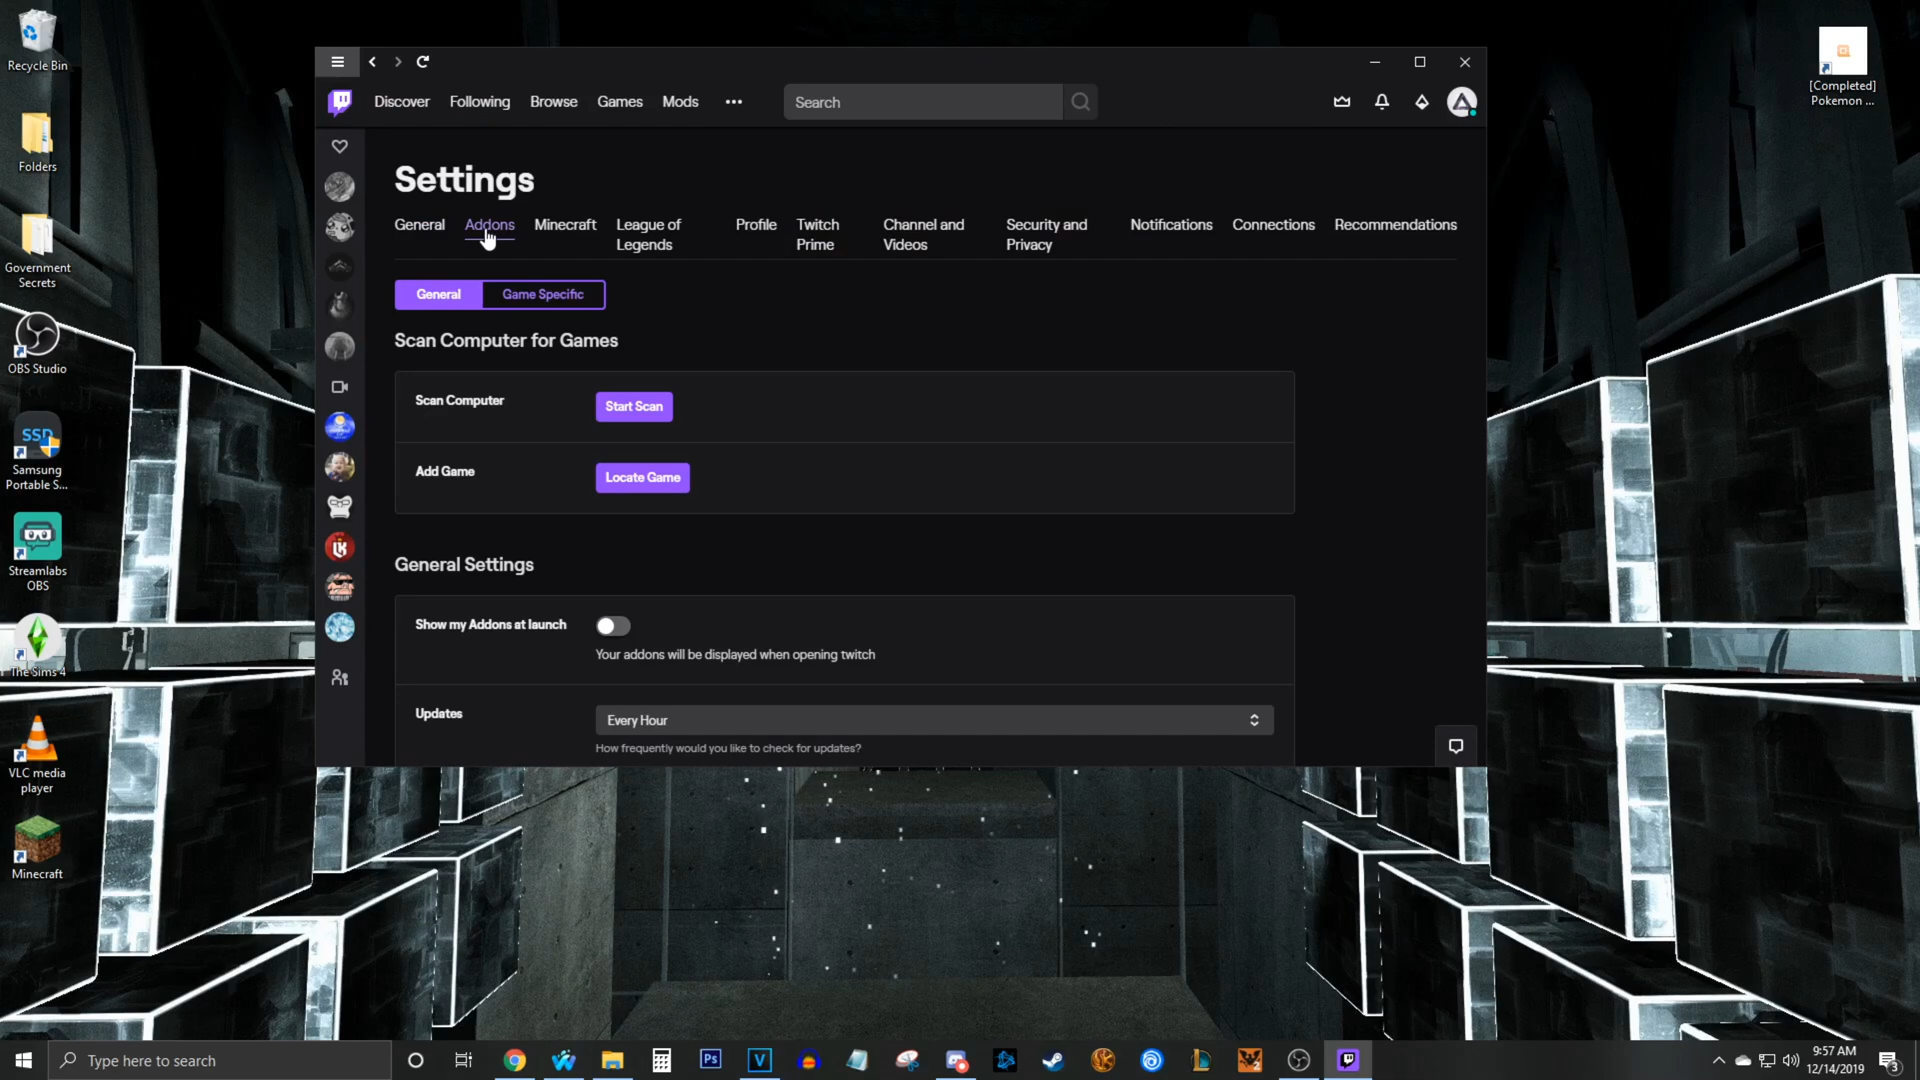 Recycle Bin
Folders
Government
Secrets
OBS Studio
SSD
Samsung
Portable S...
Streamlabs
OBS
The Sims 4
VLC media
player
Minecraft
[Completed]
Pokemon ...
Discover
Following
Browse
Games
Mods
Search
Settings
General
Addons
Minecraft
League of
Legends
Profile
Twitch
Prime
Channel and
Videos
Security and
Privacy
Notifications
Connections
Recommendations
General
Game Specific
Scan Computer for Games
Scan Computer
Start Scan
Add Game
Locate Game
General Settings
Show my Addons at launch
Your addons will be displayed when opening twitch
Updates
Every Hour
How frequently would you like to check for updates?
Type here to search
Ps
V
2
9:57 AM
12/14/2019
3